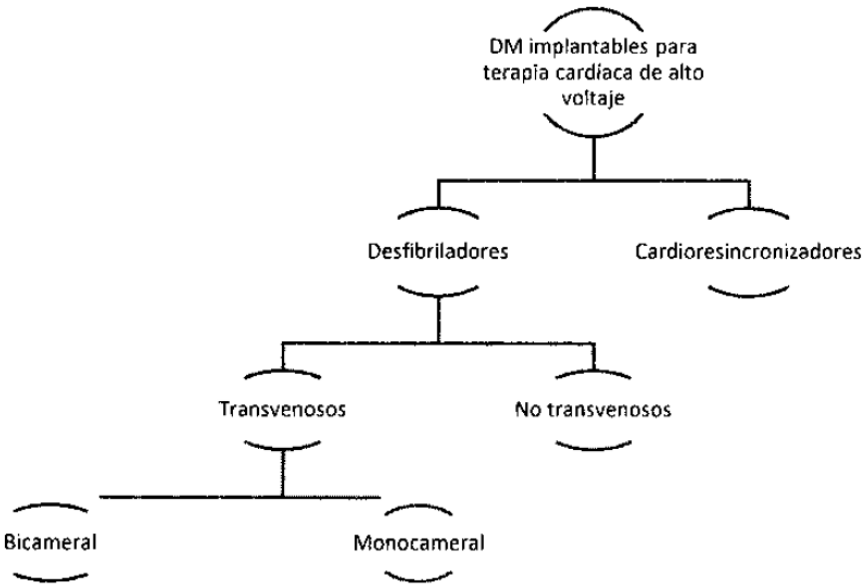 DM implantables para
terapia cardíaca de alto
voltaje
Desfibriladores
Cardioresincronizadores
Transvenosos
No transvenosos
Bicameral
Monocameral